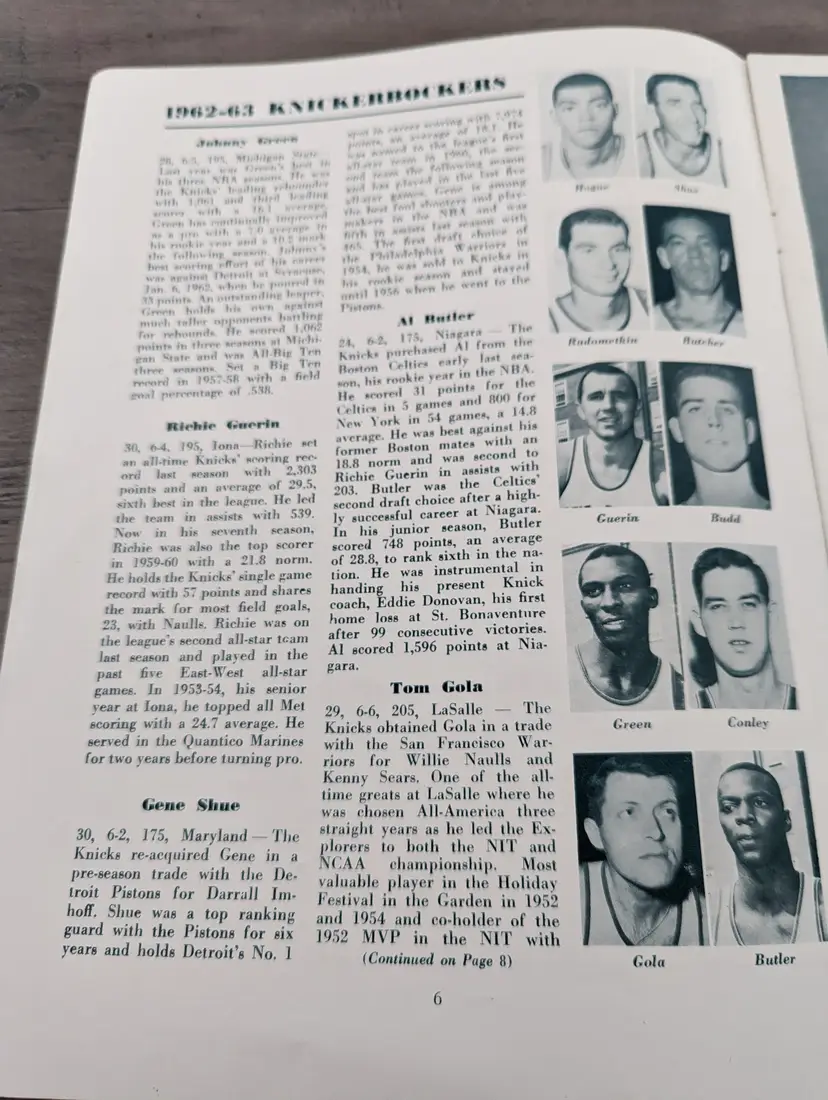 1962-63 KNICKERBOCKERS
Johnny Green
28, 6-5, 195, Michigan State—
Last year was Green's best in
his three NBA seasons. He was
the Knicks' leading rebounder
with 1,061 and third leading
scorer with a 16.1 average.
Green has continually improved
as a pro with a 7.0 average in
his rookie year and a 10.2 mark
the following season. Johnny's
best scoring effort of his career
was against Detroit at Syracuse,
Jan. 6, 1962, when he poured in
33 points. An outstanding leaper,
Green holds his own against
much taller opponents battling
for rebounds. He scored 1,062
points in three seasons at Michi-
gan State and was All-Big Ten
three seasons. Set a Big Ten
record in 1957-58 with a field
goal percentage of .538.
Richie Guerin
30, 6-4, 195, Iona—Richie set
an all-time Knicks' scoring rec-
ord last season with 2,303
points and an average of 29.5,
sixth best in the league. He led
the team in assists with 539.
Now in his seventh season,
Richie was also the top scorer
in 1959-60 with a 21.8 norm.
He holds the Knicks' single game
record with 57 points and shares
the mark for most field goals,
23, with Naulls. Richie was on
the league's second all-star team
last season and played in the
past five East-West all-star
games. In 1953-54, his senior
year at Iona, he topped all Met
scoring with a 24.7 average. He
served in the Quantico Marines
for two years before turning pro.
Gene Shue
30, 6-2, 175, Maryland — The
Knicks re-acquired Gene in a
pre-season trade with the De-
troit Pistons for Darrall Im-
hoff. Shue was a top ranking
guard with the Pistons for six
years and holds Detroit's No. 1
spot in career scoring with
points, an average of 18.1. He
was named to the league's first
all-star team in 1960, the sec-
ond team the following season
and has played in the last five
all-star games. Gene is among
the best foul shooters and play-
makers in the NBA and was
fifth in assists last season with
465. The first draft choice of
the Philadelphia Warriors in
1954, he was sold to Knicks in
his rookie season and stayed
until 1956 when he went to the
Pistons.
Al Butler
24, 6-2, 175, Niagara — The
Knicks purchased Al from the
Boston Celtics early last sea-
son, his rookie year in the NBA.
He scored 31 points for the
Celtics in 5 games and 800 for
New York in 54 games, a 14.8
average. He was best against his
former Boston mates with an
18.8 norm and was second to
Richie Guerin in assists with
203. Butler was the Celtics'
second draft choice after a high-
ly successful career at Niagara.
In his junior season, Butler
scored 748 points, an average
of 28.8, to rank sixth in the na-
tion. He was instrumental in
handing his present Knick
coach, Eddie Donovan, his first
home loss at St. Bonaventure
after 99 consecutive victories.
Al scored 1,596 points at Nia-
gara.
Tom Gola
29, 6-6, 205, LaSalle — The
Knicks obtained Gola in a trade
with the San Francisco War-
riors for Willie Naulls and
Kenny Sears. One of the all-
time greats at LaSalle where he
was chosen All-America three
straight years as he led the Ex-
plorers to both the NIT and
NCAA championship. Most
valuable player in the Holiday
Festival in the Garden in 1952
and 1954 and co-holder of the
1952 MVP in the NIT with
(Continued on Page 8)
Hogue Shue
Radomethin Butcher
Guerin Budd
Green Conley
Gola Butler
6